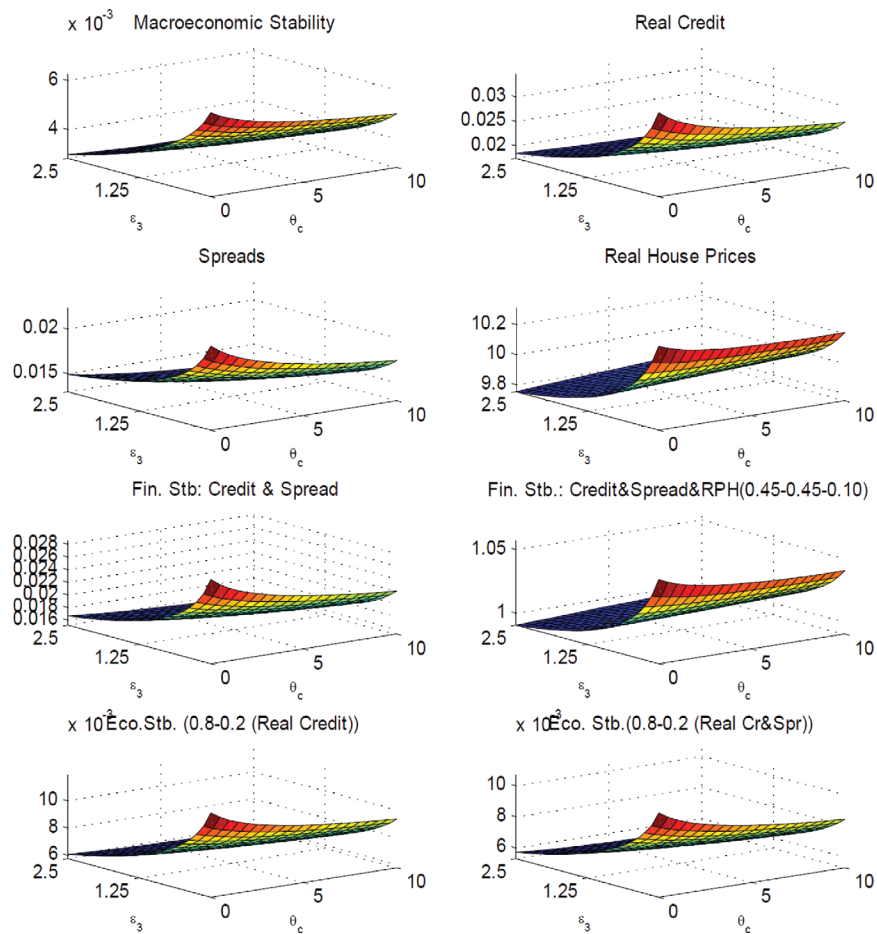 x 10⁻³ Macroeconomic Stability
6
4
2.5
1.25
0
5
10
ε₃
θc
Real Credit
0.03
0.025
0.02
2.5
1.25
0
5
10
ε₃
θc
Spreads
0.02
0.015
2.5
1.25
0
5
10
ε₃
θc
Real House Prices
10.2
10
9.8
2.5
1.25
0
5
10
ε₃
θc
Fin. Stb: Credit & Spread
0.028
0.026
0.024
0.022
0.02
0.018
0.016
2.5
1.25
0
5
10
ε₃
θc
Fin. Stb.: Credit&Spread&RPH(0.45-0.45-0.10)
1.05
1
2.5
1.25
0
5
10
ε₃
θc
x 10⁻³ Eco.Stb. (0.8-0.2 (Real Credit))
10
8
6
2.5
1.25
0
5
10
ε₃
θc
x 10⁻³ Eco. Stb.(0.8-0.2 (Real Cr&Spr))
10
8
6
2.5
1.25
0
5
10
ε₃
θc